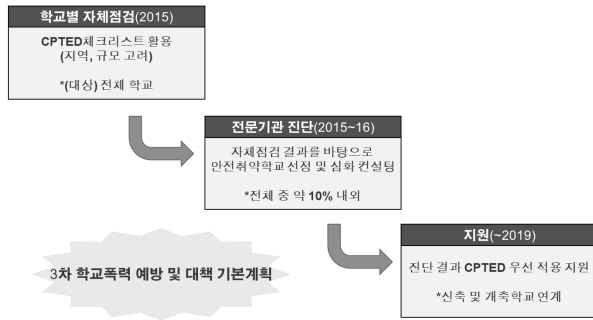 학교별 자체점검(2015)
CPTED체크리스트 활용
(지역, 규모 고려)
*(대상) 전체 학교
전문기관 진단(2015~16)
자체점검 결과를 바탕으로
안전취약학교 선정 및 심화 컨설팅
*전체 중 약 10% 내외
지원(~2019)
진단 결과 CPTED 우선 적용 지원
*신축 및 개축학교 연계
3차 학교폭력 예방 및 대책 기본계획